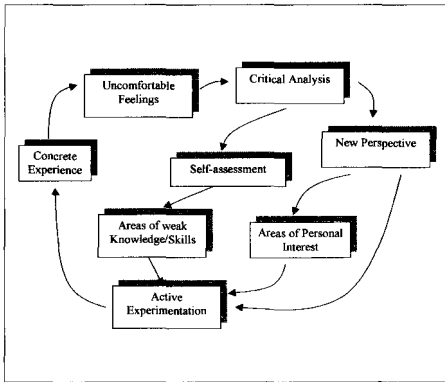 Uncomfortable
Feelings
Critical Analysis
Concrete
Experience
Self-assessment
New Perspective
Areas of weak
Knowledge/Skills
Areas of Personal
Interest
Active
Experimentation